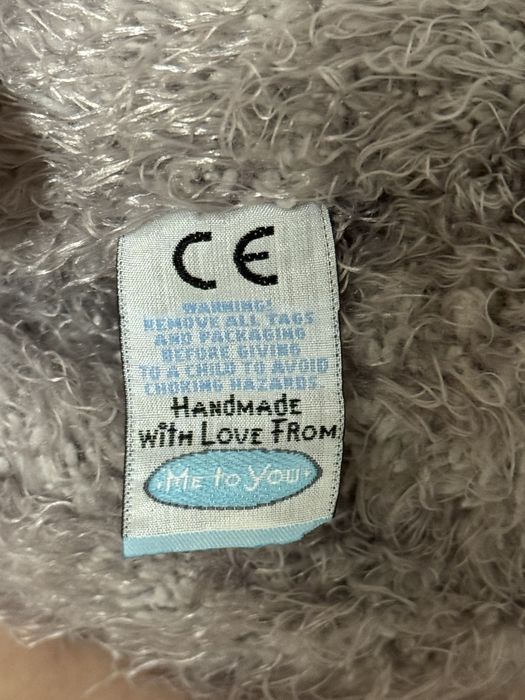 CE
WARNING!
REMOVE ALL TAGS
AND PACKAGING
BEFORE GIVING
TO A CHILD TO AVOID
CHOKING HAZARDS.
HANDMADE
WITH LOVE FROM
ME to YOU